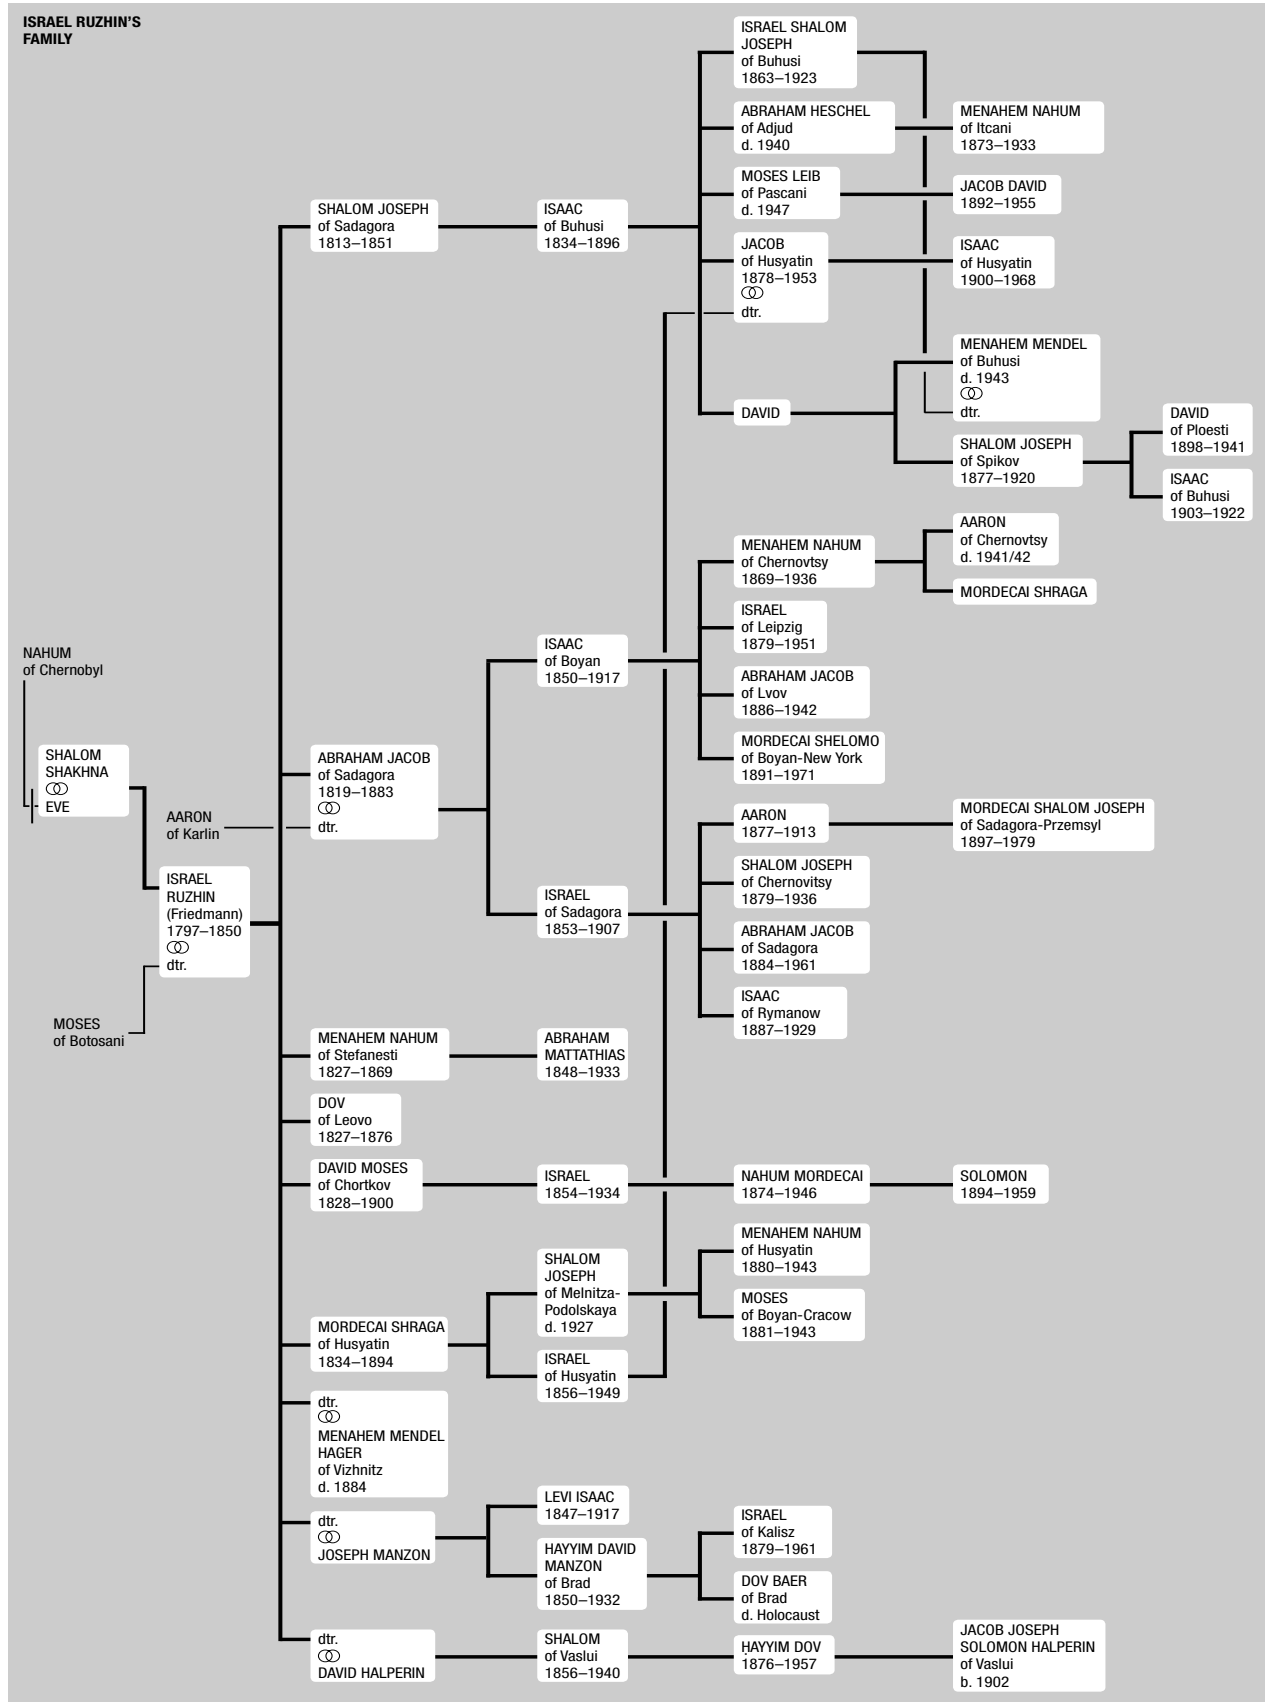 ISRAEL RUZHIN'S
FAMILY
NAHUM
of Chernobyl
SHALOM
SHAKHNA
EVE
AARON
of Karlin
ISRAEL
RUZHIN
(Friedmann)
1797–1850
dtr.
MOSES
of Botosani
SHALOM JOSEPH
of Sadagora
1813–1851
ABRAHAM JACOB
of Sadagora
1819–1883
dtr.
MENAHEM NAHUM
of Stefanesti
1827–1869
DOV
of Leovo
1827–1876
DAVID MOSES
of Chortkov
1828–1900
MORDECAI SHRAGA
of Husyatin
1834–1894
dtr.
MENAHEM MENDEL
HAGER
of Vizhnitz
d. 1884
dtr.
JOSEPH MANZON
dtr.
DAVID HALPERIN
ISAAC
of Buhusi
1834–1896
ISAAC
of Boyan
1850–1917
ISRAEL
of Sadagora
1853–1907
ABRAHAM
MATTATHIAS
1848–1933
ISRAEL
1854–1934
SHALOM
JOSEPH
of Melnitza-
Podolskaya
d. 1927
ISRAEL
of Husyatin
1856–1949
LEVI ISAAC
1847–1917
HAYYIM DAVID
MANZON
of Brad
1850–1932
SHALOM
of Vaslui
1856–1940
ISRAEL SHALOM
JOSEPH
of Buhusi
1863–1923
ABRAHAM HESCHEL
of Adjud
d. 1940
MOSES LEIB
of Pascani
d. 1947
JACOB
of Husyatin
1878–1953
dtr.
DAVID
MENAHEM NAHUM
of Chernovtsy
1869–1936
ISRAEL
of Leipzig
1879–1951
ABRAHAM JACOB
of Lvov
1886–1942
MORDECAI SHELOMO
of Boyan-New York
1891–1971
AARON
1877–1913
SHALOM JOSEPH
of Chernovitsy
1879–1936
ABRAHAM JACOB
of Sadagora
1884–1961
ISAAC
of Rymanow
1887–1929
NAHUM MORDECAI
1874–1946
MENAHEM NAHUM
of Husyatin
1880–1943
MOSES
of Boyan-Cracow
1881–1943
ISRAEL
of Kalisz
1879–1961
DOV BAER
of Brad
d. Holocaust
ḤAYYIM DOV
1876–1957
MENAHEM NAHUM
of Itcani
1873–1933
JACOB DAVID
1892–1955
ISAAC
of Husyatin
1900–1968
MENAHEM MENDEL
of Buhusi
d. 1943
dtr.
SHALOM JOSEPH
of Spikov
1877–1920
AARON
of Chernovtsy
d. 1941/42
MORDECAI SHRAGA
MORDECAI SHALOM JOSEPH
of Sadagora-Przemsyl
1897–1979
SOLOMON
1894–1959
JACOB JOSEPH
SOLOMON HALPERIN
of Vaslui
b. 1902
DAVID
of Ploesti
1898–1941
ISAAC
of Buhusi
1903–1922